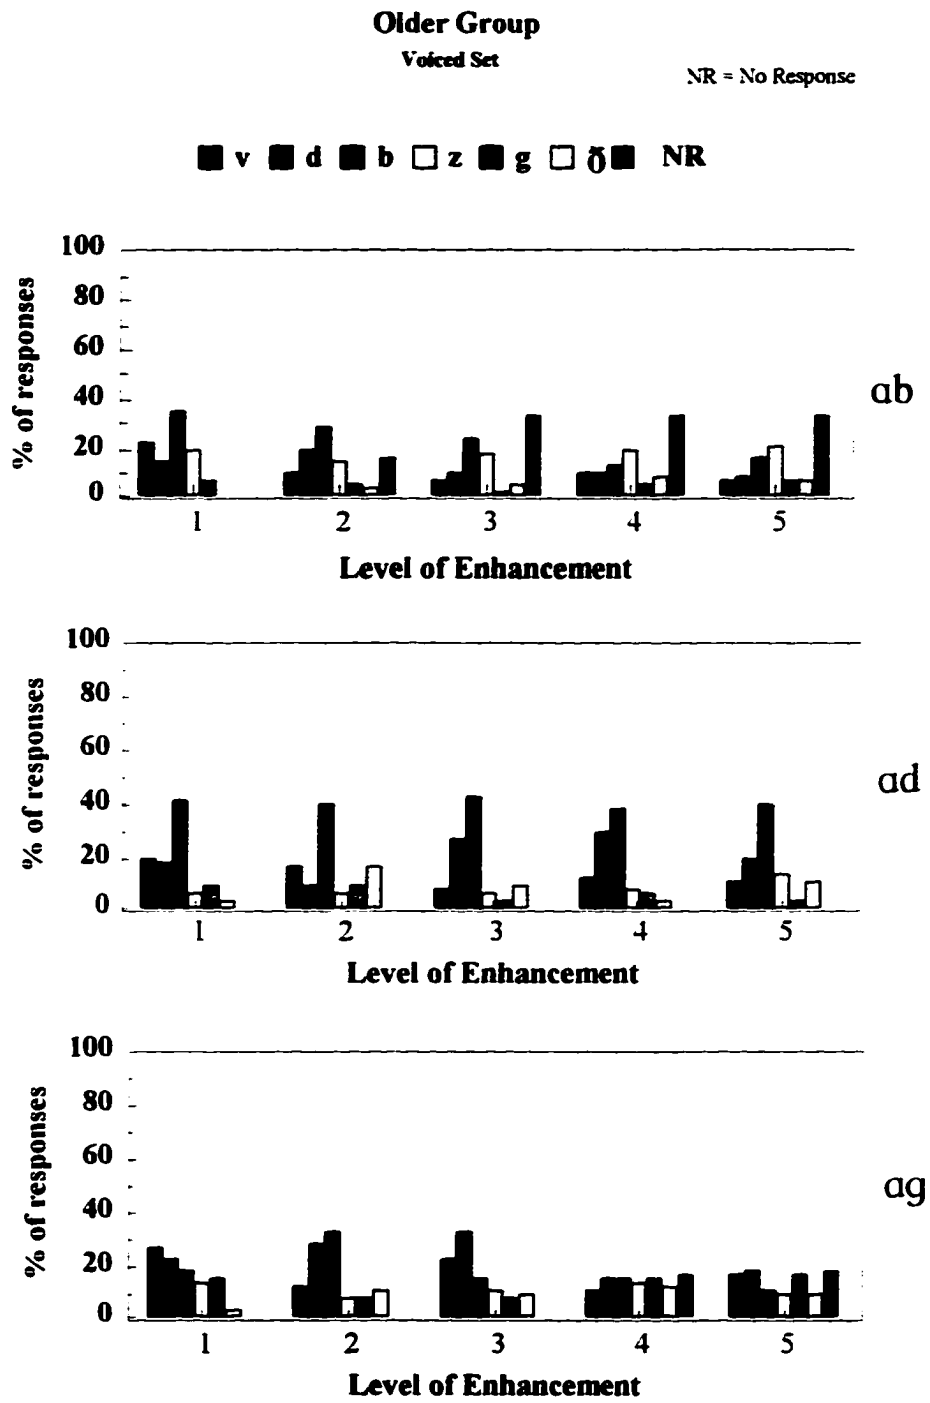 Older Group
Voiced Set
NR = No Response
v d b z g ð NR
100
80
60
40
20
0
% of responses
ab
1 2 3 4 5
Level of Enhancement
100
80
60
40
20
0
% of responses
ad
1 2 3 4 5
Level of Enhancement
100
80
60
40
20
0
% of responses
ag
1 2 3 4 5
Level of Enhancement